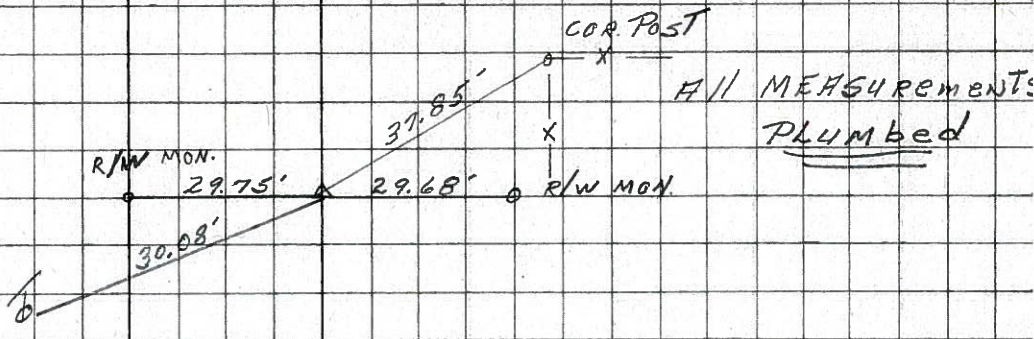 COR. POST
37.85'
All MEASUREMENTS
PLUMBED
R/W MON.
29.75' 29.68' R/W MON.
30.08'